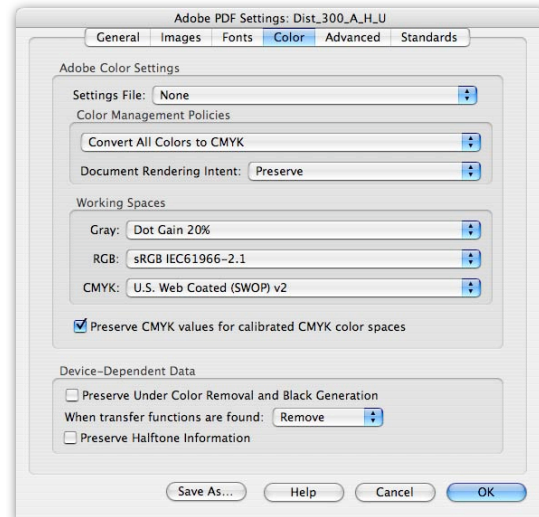 Adobe PDF Settings: Dist_300_A_H_U
General Images Fonts Color Advanced Standards
Adobe Color Settings
Settings File: None
Color Management Policies
Convert All Colors to CMYK
Document Rendering Intent: Preserve
Working Spaces
Gray: Dot Gain 20%
RGB: sRGB IEC61966-2.1
CMYK: U.S. Web Coated (SWOP) v2
Preserve CMYK values for calibrated CMYK color spaces
Device-Dependent Data
Preserve Under Color Removal and Black Generation
When transfer functions are found: Remove
Preserve Halftone Information
Save As... Help Cancel OK